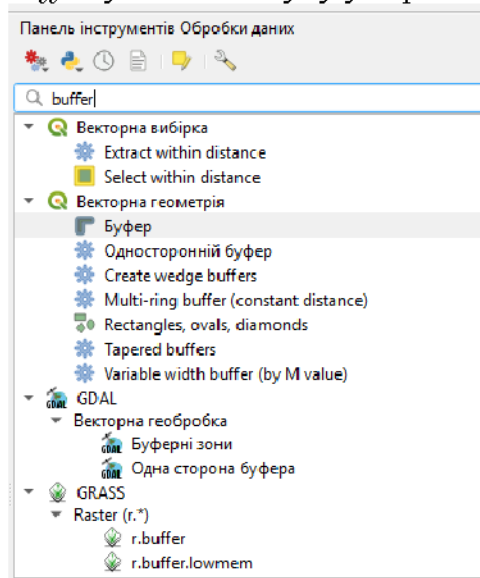 Панель інструментів Обробки даних
buffer
Векторна вибірка
Extract within distance
Select within distance
Векторна геометрія
Буфер
Односторонній буфер
Create wedge buffers
Multi-ring buffer (constant distance)
Rectangles, ovals, diamonds
Tapered buffers
Variable width buffer (by M value)
GDAL
Векторна геобробка
GDAL Буферні зони
GDAL Одна сторона буфера
GRASS
Raster (r.*)
r.buffer
r.buffer.lowmem